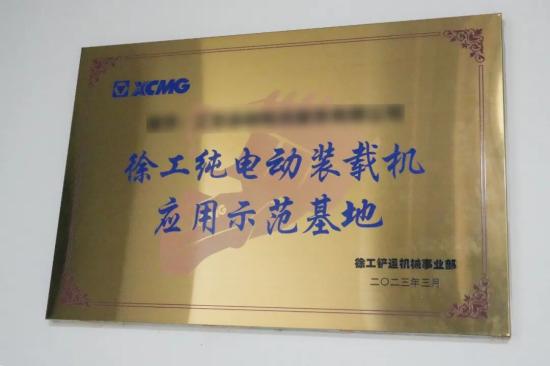 XCMG
徐工纯电动装载机
应用示范基地
徐工铲运机械事业部
二〇二三年三月